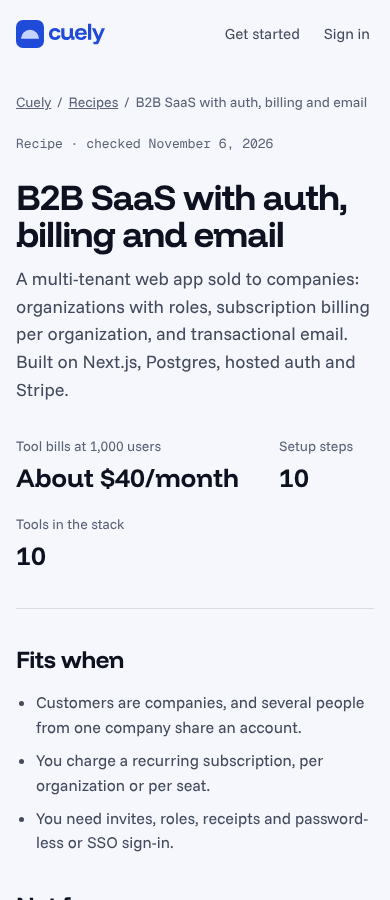 cuely
Get started
Sign in
Cuely / Recipes / B2B SaaS with auth, billing and email
Recipe · checked November 6, 2026
B2B SaaS with auth,
billing and email
A multi-tenant web app sold to companies:
organizations with roles, subscription billing
per organization, and transactional email.
Built on Next.js, Postgres, hosted auth and
Stripe.
Tool bills at 1,000 users
About $40/month
Setup steps
10
Tools in the stack
10
Fits when
• Customers are companies, and several people
from one company share an account.
• You charge a recurring subscription, per
organization or per seat.
• You need invites, roles, receipts and password-
less or SSO sign-in.